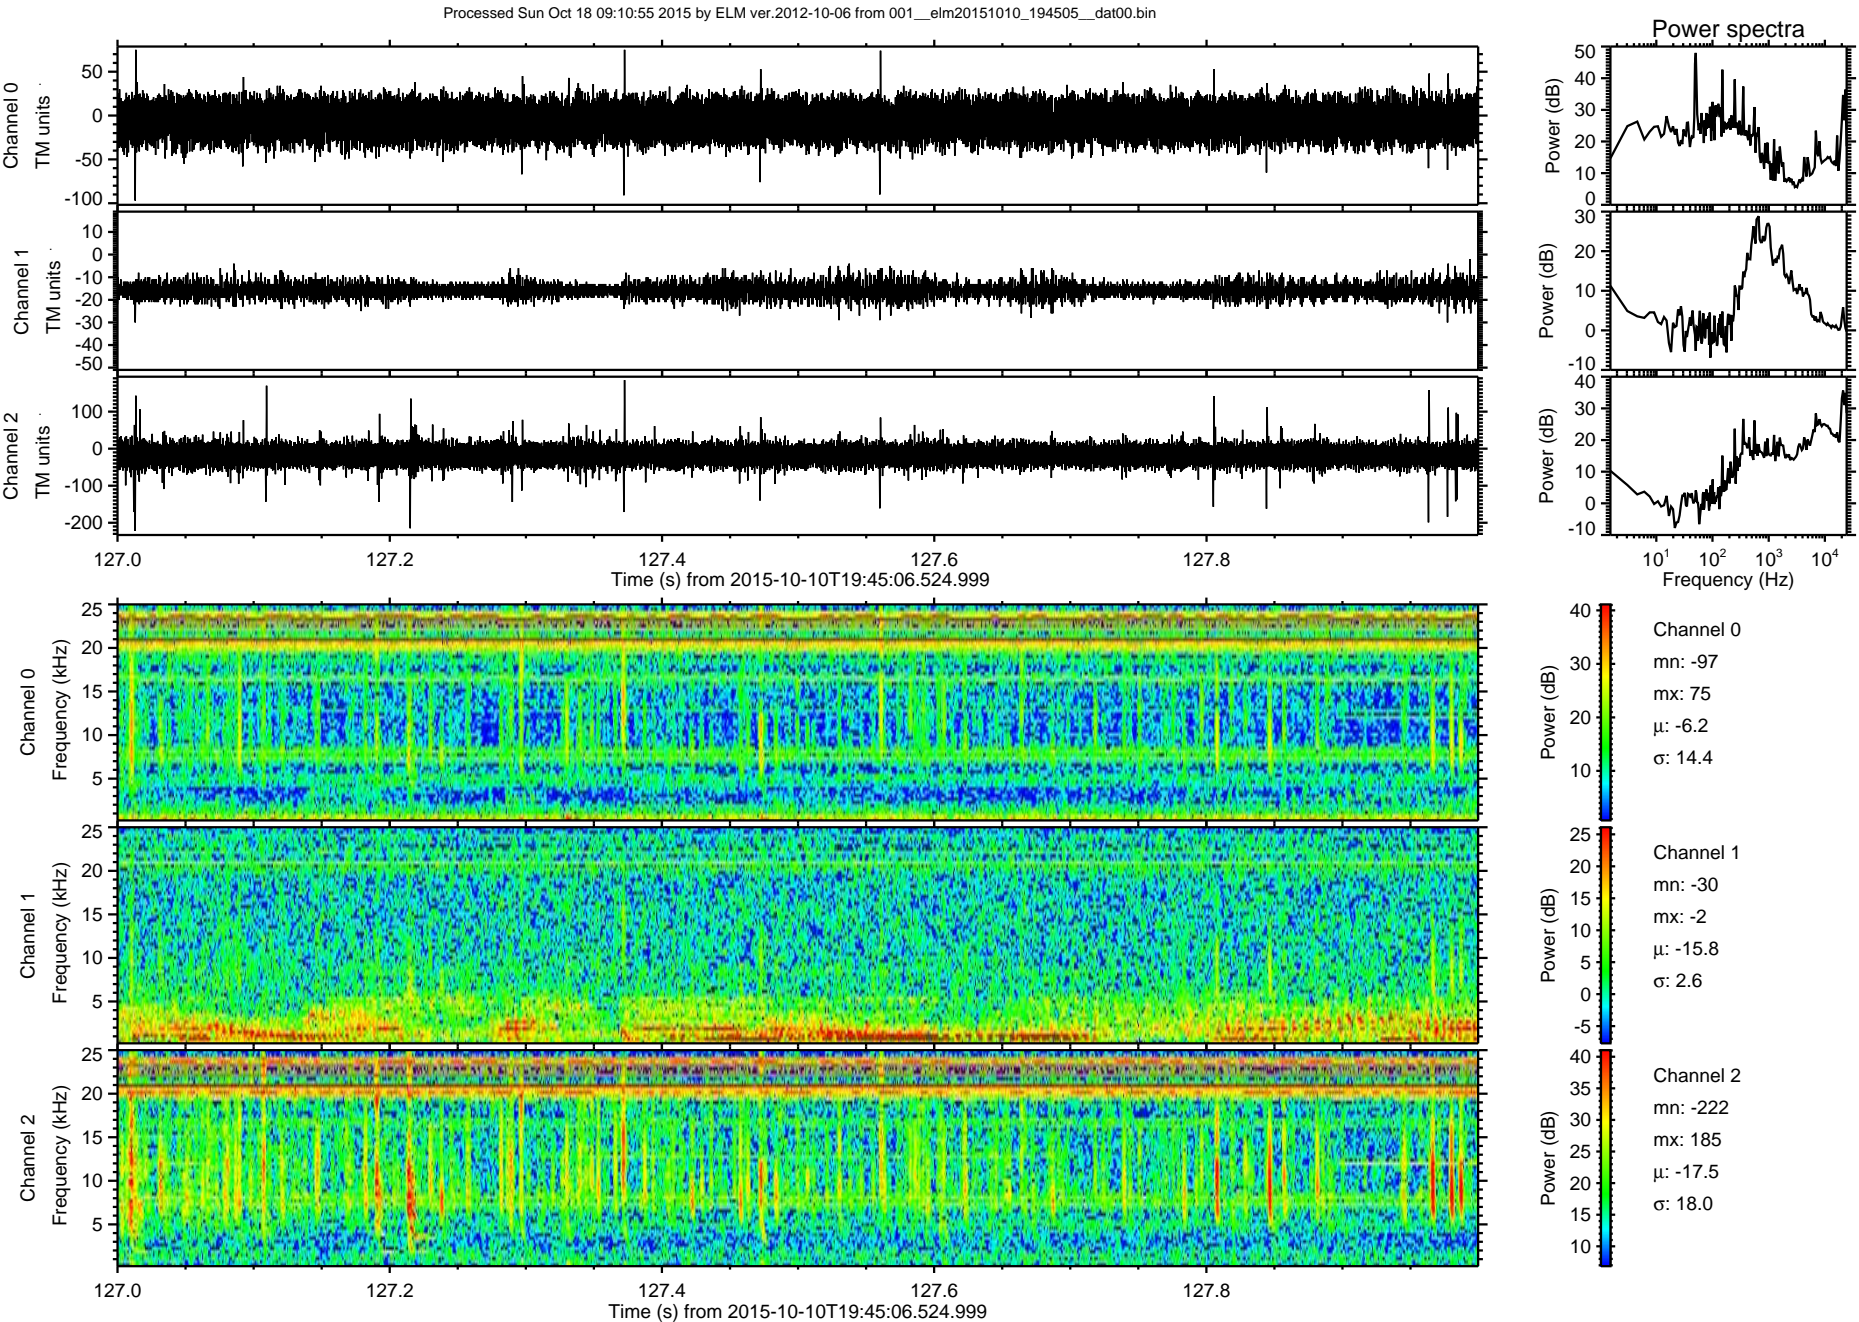 Processed Sun Oct 18 09:10:55 2015 by ELM ver.2012-10-06 from 001__elm20151010_194505__dat00.bin
Power spectra
Channel 0
TM units
50
0
-50
-100
Power (dB)
50
40
30
20
10
0
Channel 1
TM units
10
0
-10
-20
-30
-40
-50
Power (dB)
30
20
10
0
-10
Channel 2
TM units
100
0
-100
-200
Power (dB)
40
30
20
10
0
-10
127.0 127.2 127.4 127.6 127.8
Time (s) from 2015-10-10T19:45:06.524.999
10¹ 10² 10³ 10⁴
Frequency (Hz)
Channel 0
Frequency (kHz)
25
20
15
10
5
Power (dB)
40
30
20
10
Channel 0
mn: -97
mx: 75
μ: -6.2
σ: 14.4
Channel 1
Frequency (kHz)
25
20
15
10
5
Power (dB)
25
20
15
10
5
0
-5
Channel 1
mn: -30
mx: -2
μ: -15.8
σ: 2.6
Channel 2
Frequency (kHz)
25
20
15
10
5
Power (dB)
40
35
30
25
20
15
10
Channel 2
mn: -222
mx: 185
μ: -17.5
σ: 18.0
127.0 127.2 127.4 127.6 127.8
Time (s) from 2015-10-10T19:45:06.524.999